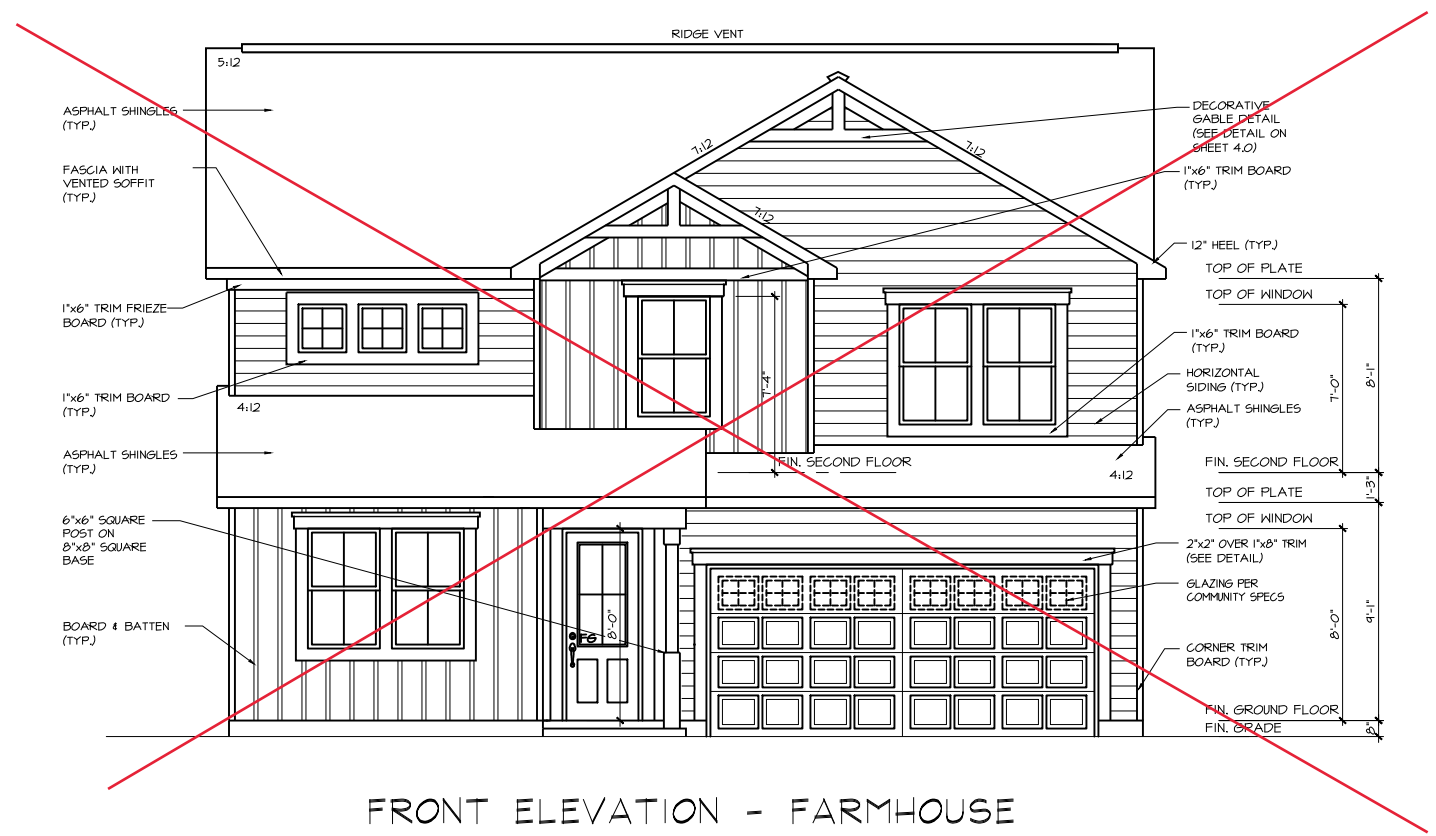 RIDGE VENT
5:12
ASPHALT SHINGLES
(TYP.)
FASCIA WITH
VENTED SOFFIT
(TYP.)
1"x6" TRIM FRIEZE
BOARD (TYP.)
1"x6" TRIM BOARD
(TYP.)
4:12
ASPHALT SHINGLES
(TYP.)
6"x6" SQUARE
POST ON
8"x8" SQUARE
BASE
BOARD & BATTEN
(TYP.)
7:12
7:12
7:12
7'-4"
FIN. SECOND FLOOR
4:12
8'-0"
FG
DECORATIVE
GABLE DETAIL
(SEE DETAIL ON
SHEET 4.0)
1"x6" TRIM BOARD
(TYP.)
12" HEEL (TYP.)
TOP OF PLATE
TOP OF WINDOW
1"x6" TRIM BOARD
(TYP.)
HORIZONTAL
SIDING (TYP.)
ASPHALT SHINGLES
(TYP.)
7'-0"
8'-1"
FIN. SECOND FLOOR
1'-3"
TOP OF PLATE
TOP OF WINDOW
2"x2" OVER 1"x8" TRIM
(SEE DETAIL)
GLAZING PER
COMMUNITY SPECS
8'-0"
9'-1"
CORNER TRIM
BOARD (TYP.)
FIN. GROUND FLOOR
FIN. GRADE
8"
FRONT ELEVATION - FARMHOUSE